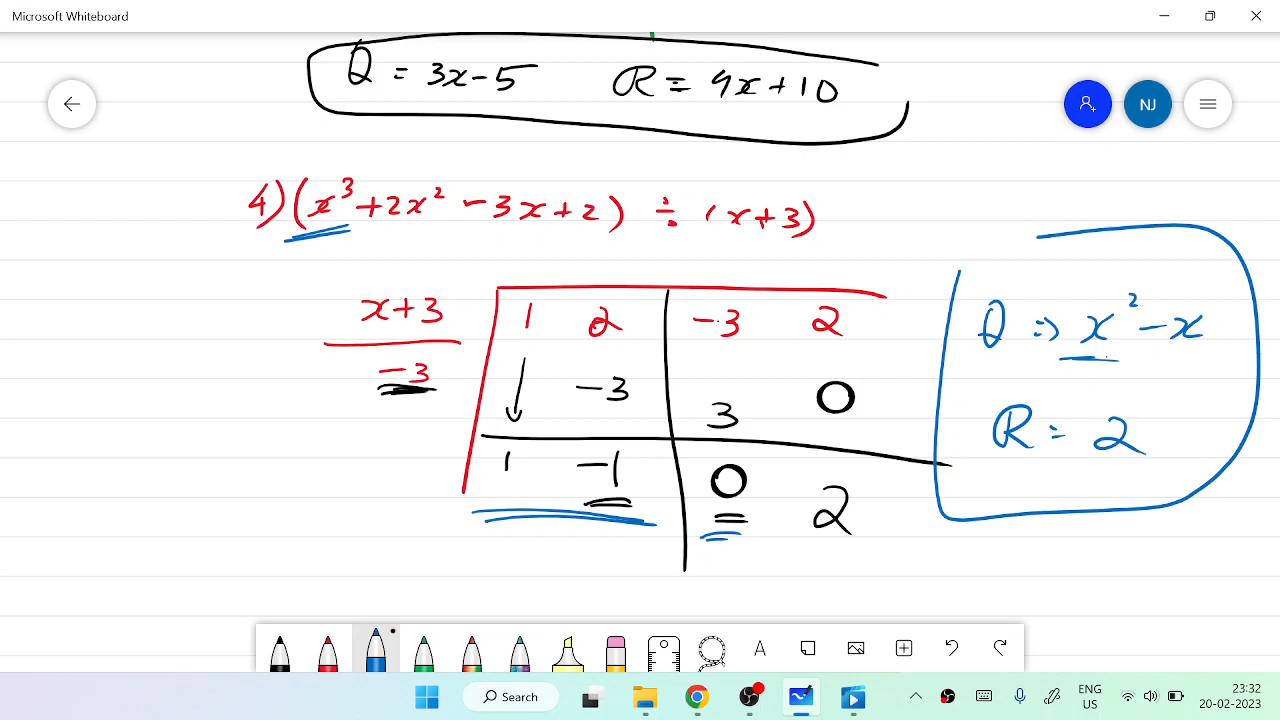 Microsoft Whiteboard
Q = 3x-5 R = 4x+10
NJ
4) (x³ +2x² -3x+2) ÷ (x+3)
x+3 1 2 -3 2
-3 -3 3 0
1 -1 0 2
Q ⇒ x² - x
R = 2
A
Search
ENG
US
23:32
20-02-2023